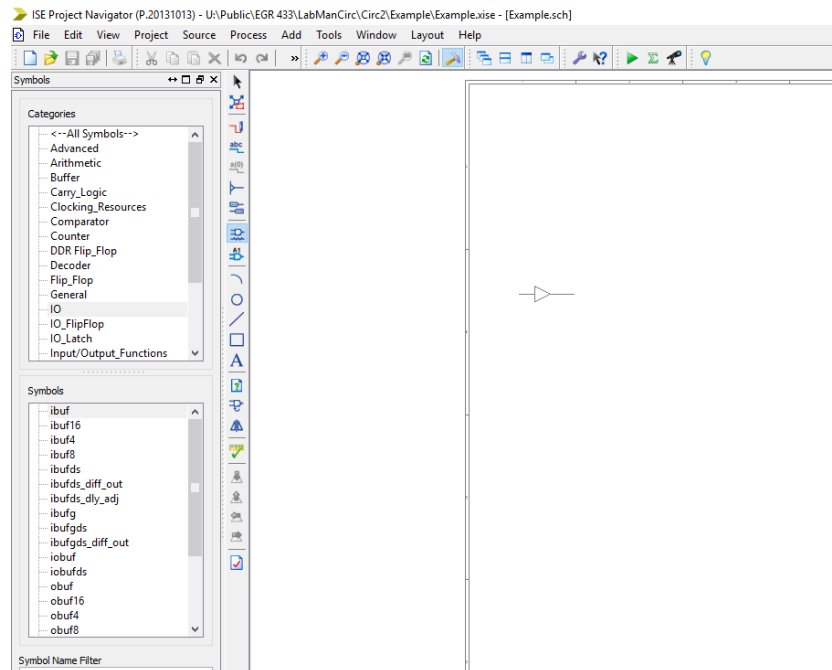 ISE Project Navigator (P.20131013) - U:\Public\EGR 433\LabManCirc\Circ2\Example\Example.xise - [Example.sch]
File Edit View Project Source Process Add Tools Window Layout Help
»
Symbols
Categories
<--All Symbols-->
Advanced
Arithmetic
Buffer
Carry_Logic
Clocking_Resources
Comparator
Counter
DDR Flip_Flop
Decoder
Flip_Flop
General
IO
IO_FlipFlop
IO_Latch
Input/Output_Functions
abc
a(0)
A1
A
Symbols
ibuf
ibuf16
ibuf4
ibuf8
ibufds
ibufds_diff_out
ibufds_dly_adj
ibufg
ibufgds
ibufgds_diff_out
iobuf
iobufds
obuf
obuf16
obuf4
obuf8
Symbol Name Filter